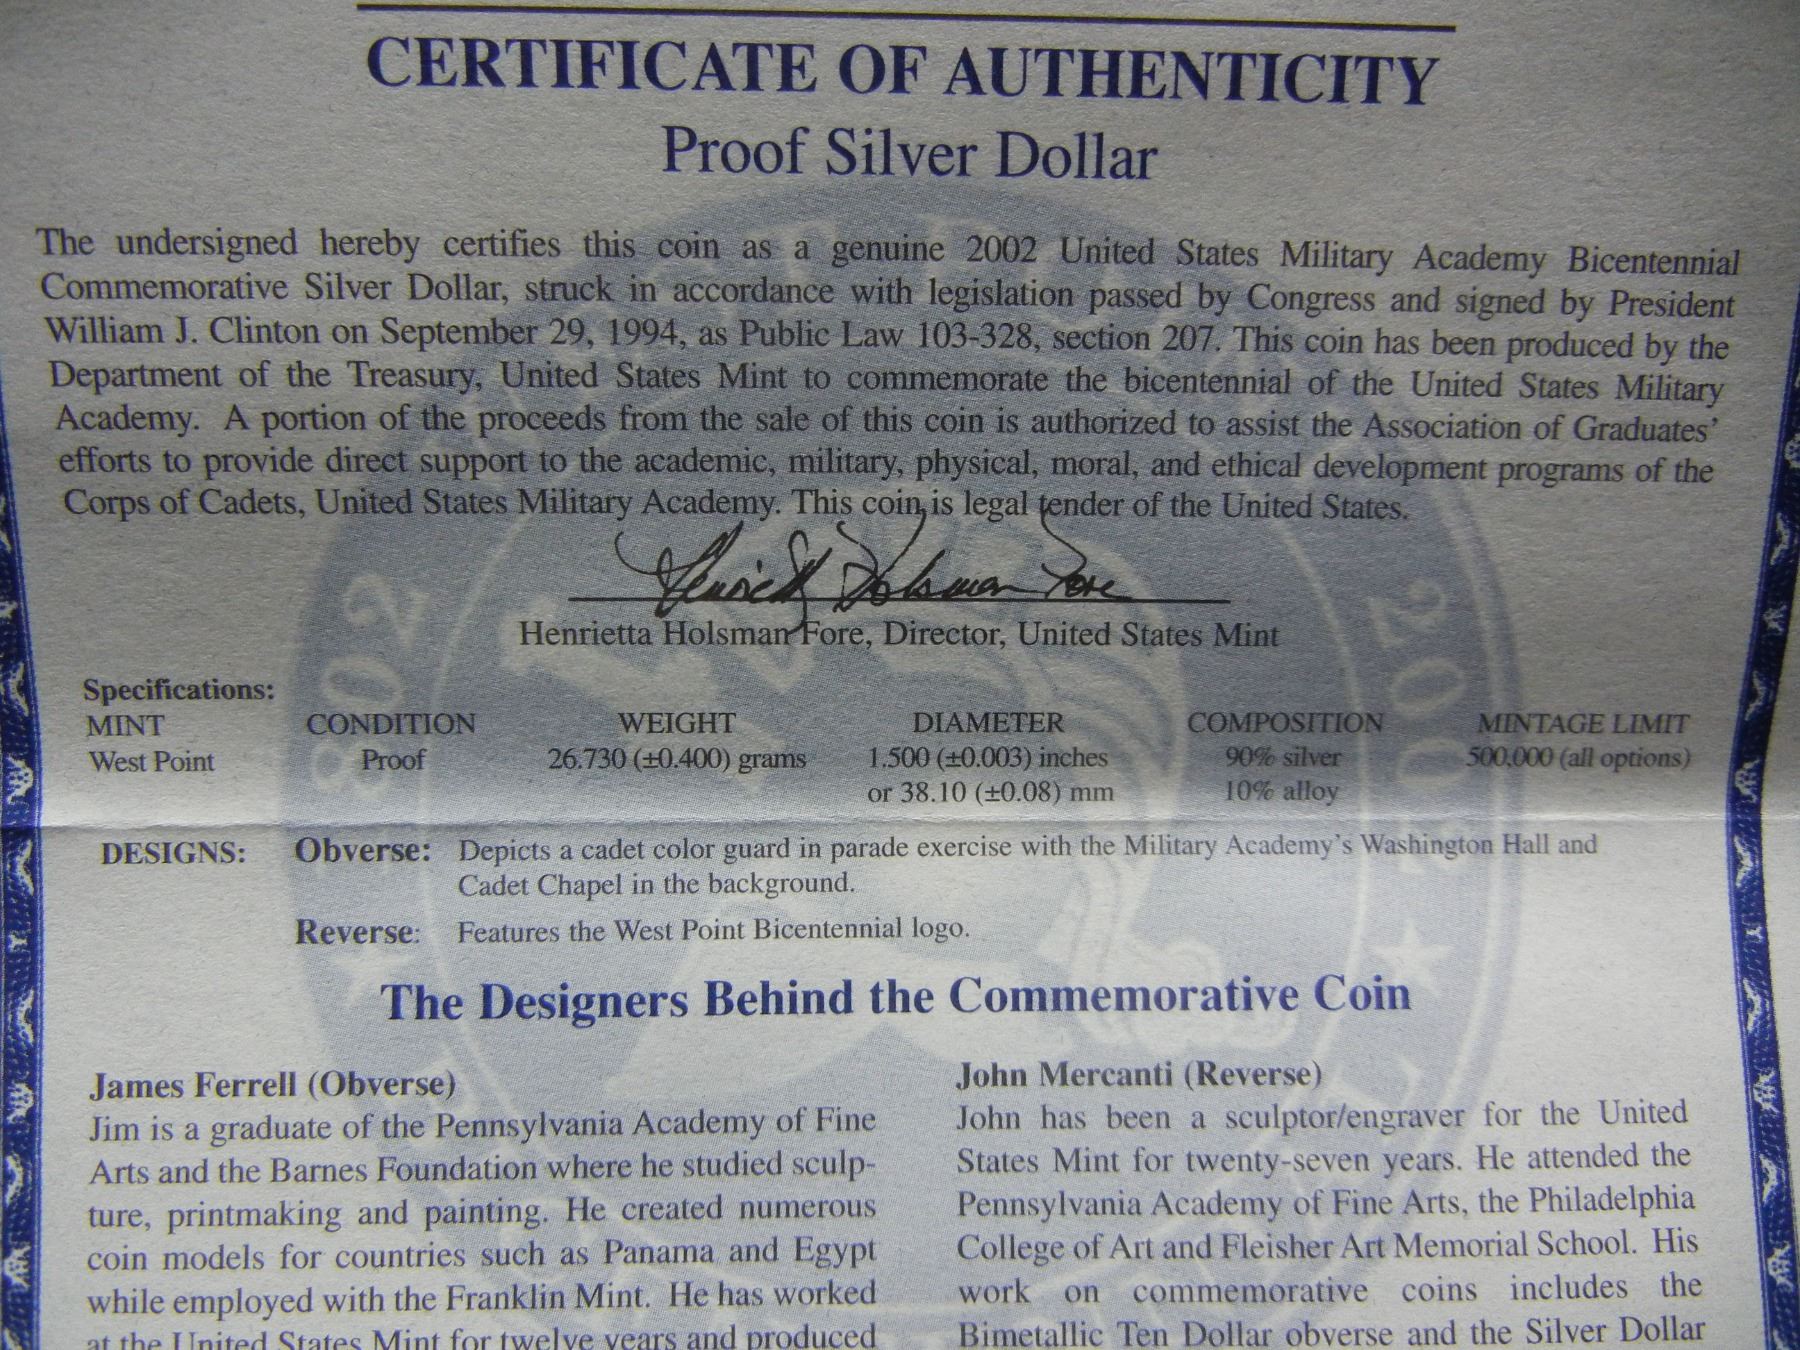 CERTIFICATE OF AUTHENTICITY
Proof Silver Dollar
The undersigned hereby certifies this coin as a genuine 2002 United States Military Academy Bicentennial
Commemorative Silver Dollar, struck in accordance with legislation passed by Congress and signed by President
William J. Clinton on September 29, 1994, as Public Law 103-328, section 207. This coin has been produced by the
Department of the Treasury, United States Mint to commemorate the bicentennial of the United States Military
Academy. A portion of the proceeds from the sale of this coin is authorized to assist the Association of Graduates'
efforts to provide direct support to the academic, military, physical, moral, and ethical development programs of the
Corps of Cadets, United States Military Academy. This coin is legal tender of the United States.
Henrietta Holsman Fore
Henrietta Holsman Fore, Director, United States Mint
Specifications:
MINT CONDITION WEIGHT DIAMETER COMPOSITION MINTAGE LIMIT
West Point Proof 26.730 (±0.400) grams 1.500 (±0.003) inches 90% silver 500,000 (all options)
or 38.10 (±0.08) mm 10% alloy
DESIGNS: Obverse: Depicts a cadet color guard in parade exercise with the Military Academy's Washington Hall and
Cadet Chapel in the background.
Reverse: Features the West Point Bicentennial logo.
The Designers Behind the Commemorative Coin
James Ferrell (Obverse)
Jim is a graduate of the Pennsylvania Academy of Fine
Arts and the Barnes Foundation where he studied sculp-
ture, printmaking and painting. He created numerous
coin models for countries such as Panama and Egypt
while employed with the Franklin Mint. He has worked
at the United States Mint for twelve years and produced
John Mercanti (Reverse)
John has been a sculptor/engraver for the United
States Mint for twenty-seven years. He attended the
Pennsylvania Academy of Fine Arts, the Philadelphia
College of Art and Fleisher Art Memorial School. His
work on commemorative coins includes the
Bimetallic Ten Dollar obverse and the Silver Dollar
1802
2002